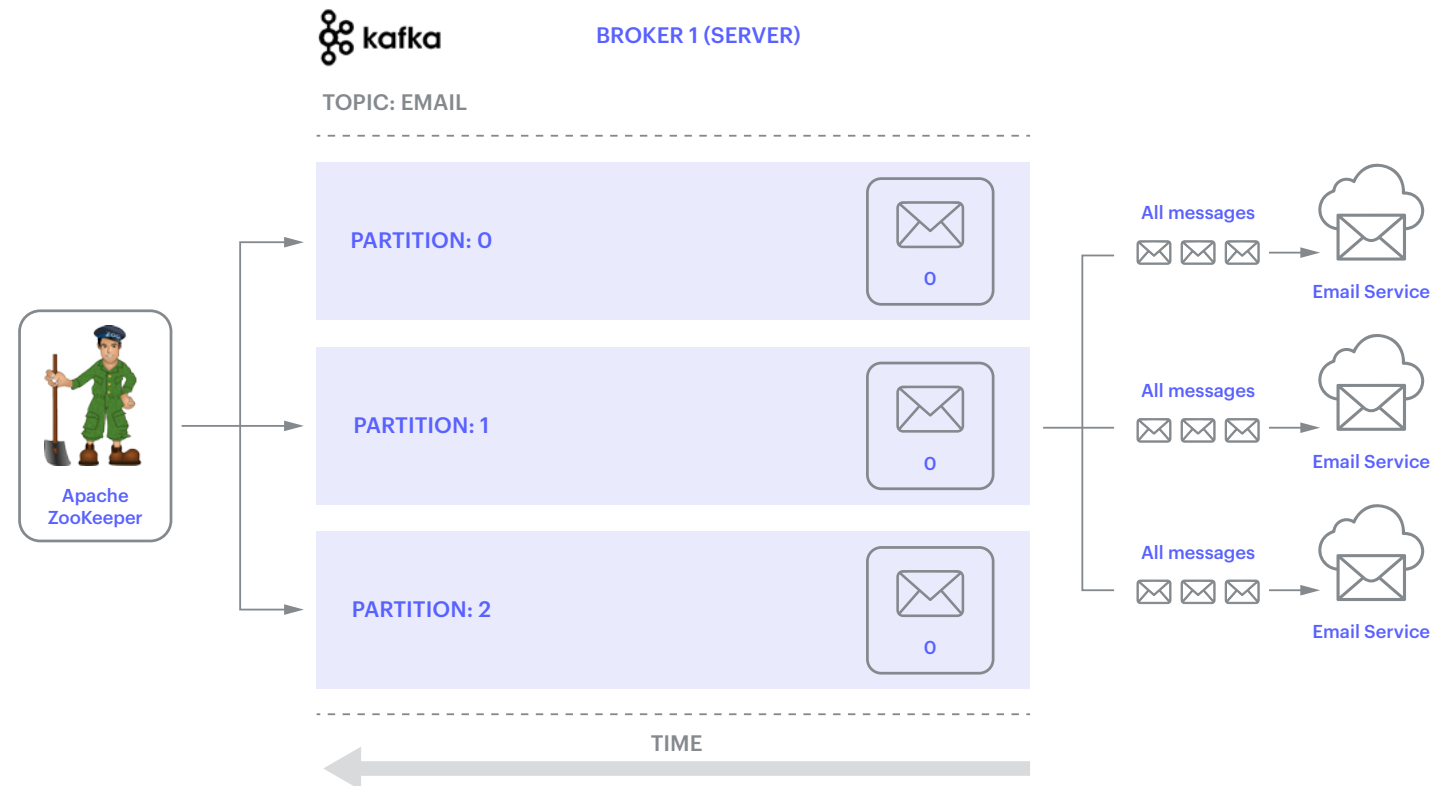 kafka
BROKER 1 (SERVER)
TOPIC: EMAIL
PARTITION: 0
0
PARTITION: 1
0
PARTITION: 2
0
TIME
Apache
ZooKeeper
All messages
Email Service
All messages
Email Service
All messages
Email Service